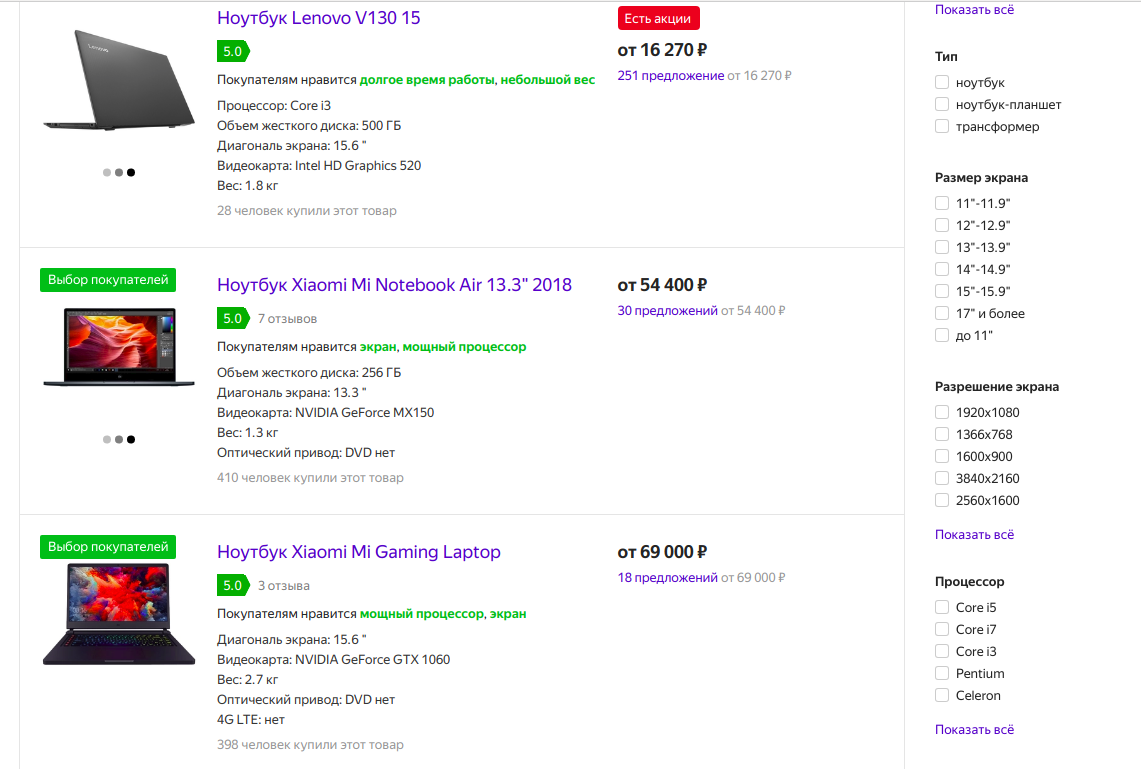 Ноутбук Lenovo V130 15
5.0
Покупателям нравится долгое время работы, небольшой вес
Процессор: Core i3
Объем жесткого диска: 500 ГБ
Диагональ экрана: 15.6 "
Видеокарта: Intel HD Graphics 520
Вес: 1.8 кг
28 человек купили этот товар
Lenovo
Есть акции
от 16 270 ₽
251 предложение от 16 270 ₽
Выбор покупателей
Ноутбук Xiaomi Mi Notebook Air 13.3" 2018
5.0 7 отзывов
Покупателям нравится экран, мощный процессор
Объем жесткого диска: 256 ГБ
Диагональ экрана: 13.3 "
Видеокарта: NVIDIA GeForce MX150
Вес: 1.3 кг
Оптический привод: DVD нет
410 человек купили этот товар
от 54 400 ₽
30 предложений от 54 400 ₽
Выбор покупателей
Ноутбук Xiaomi Mi Gaming Laptop
5.0 3 отзыва
Покупателям нравится мощный процессор, экран
Диагональ экрана: 15.6 "
Видеокарта: NVIDIA GeForce GTX 1060
Вес: 2.7 кг
Оптический привод: DVD нет
4G LTE: нет
398 человек купили этот товар
от 69 000 ₽
18 предложений от 69 000 ₽
Показать всё
Тип
ноутбук
ноутбук-планшет
трансформер
Размер экрана
11"-11.9"
12"-12.9"
13"-13.9"
14"-14.9"
15"-15.9"
17" и более
до 11"
Разрешение экрана
1920x1080
1366x768
1600x900
3840x2160
2560x1600
Показать всё
Процессор
Core i5
Core i7
Core i3
Pentium
Celeron
Показать всё